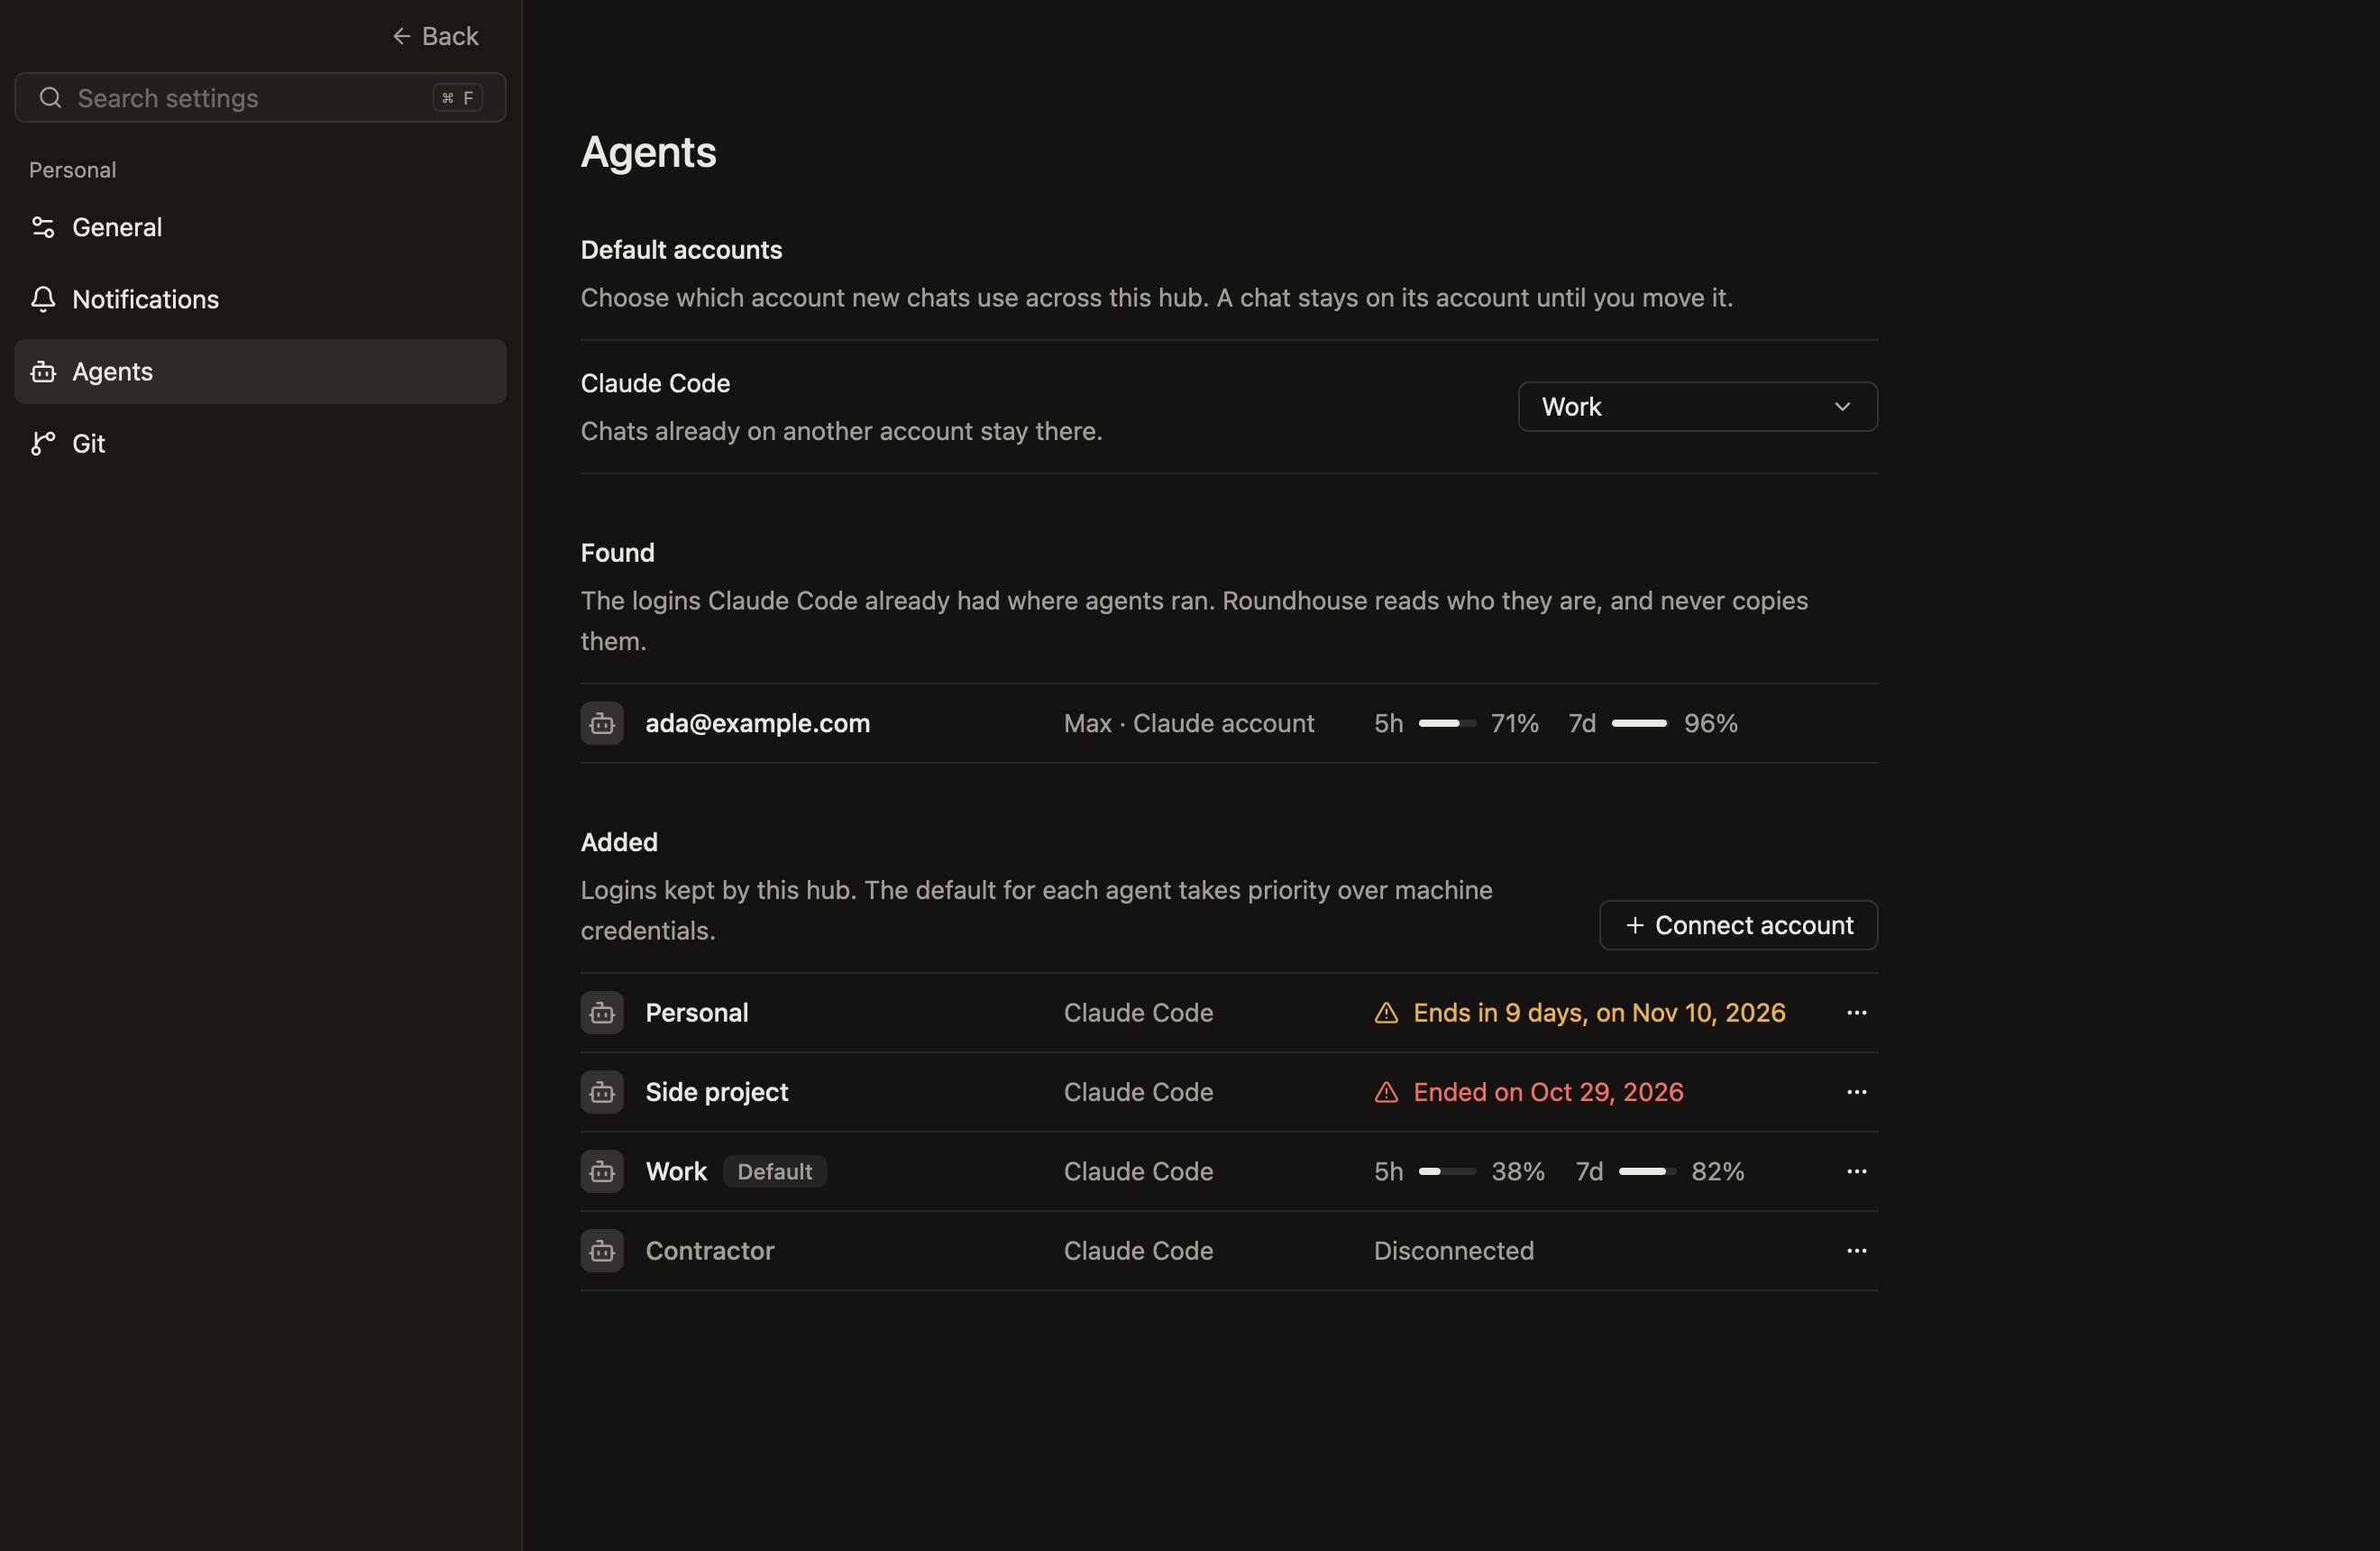 Back
Search settings
⌘ F
Personal
General
Notifications
Agents
Git
Agents
Default accounts
Choose which account new chats use across this hub. A chat stays on its account until you move it.
Claude Code
Chats already on another account stay there.
Work
Found
The logins Claude Code already had where agents ran. Roundhouse reads who they are, and never copies
them.
ada@example.com Max · Claude account 5h 71% 7d 96%
Added
Logins kept by this hub. The default for each agent takes priority over machine
credentials.
Connect account
Personal Claude Code Ends in 9 days, on Nov 10, 2026
Side project Claude Code Ended on Oct 29, 2026
Work Default Claude Code 5h 38% 7d 82%
Contractor Claude Code Disconnected